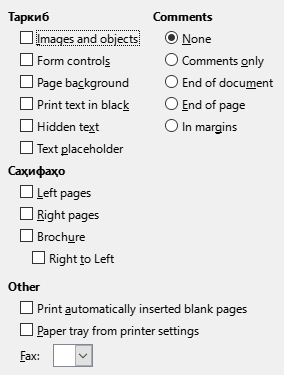 Таркиб
Images and objects
Form controls
Page background
Print text in black
Hidden text
Text placeholder
Comments
None
Comments only
End of document
End of page
In margins
Саҳифаҳо
Left pages
Right pages
Brochure
Right to Left
Other
Print automatically inserted blank pages
Paper tray from printer settings
Fax: